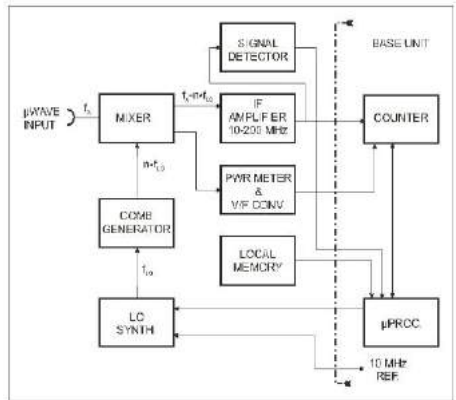 SIGNAL
DETECTOR
BASE UNIT
µWAVE
INPUT
fx
MIXER
fx-n•fLO
IF
AMPLIFIER
10-200 MHz
COUNTER
n•fLO
PWR METER
&
V/F CONV.
COMB
GENERATOR
LOCAL
MEMORY
fLO
LO
SYNTH
µPROC.
10 MHz
REF.